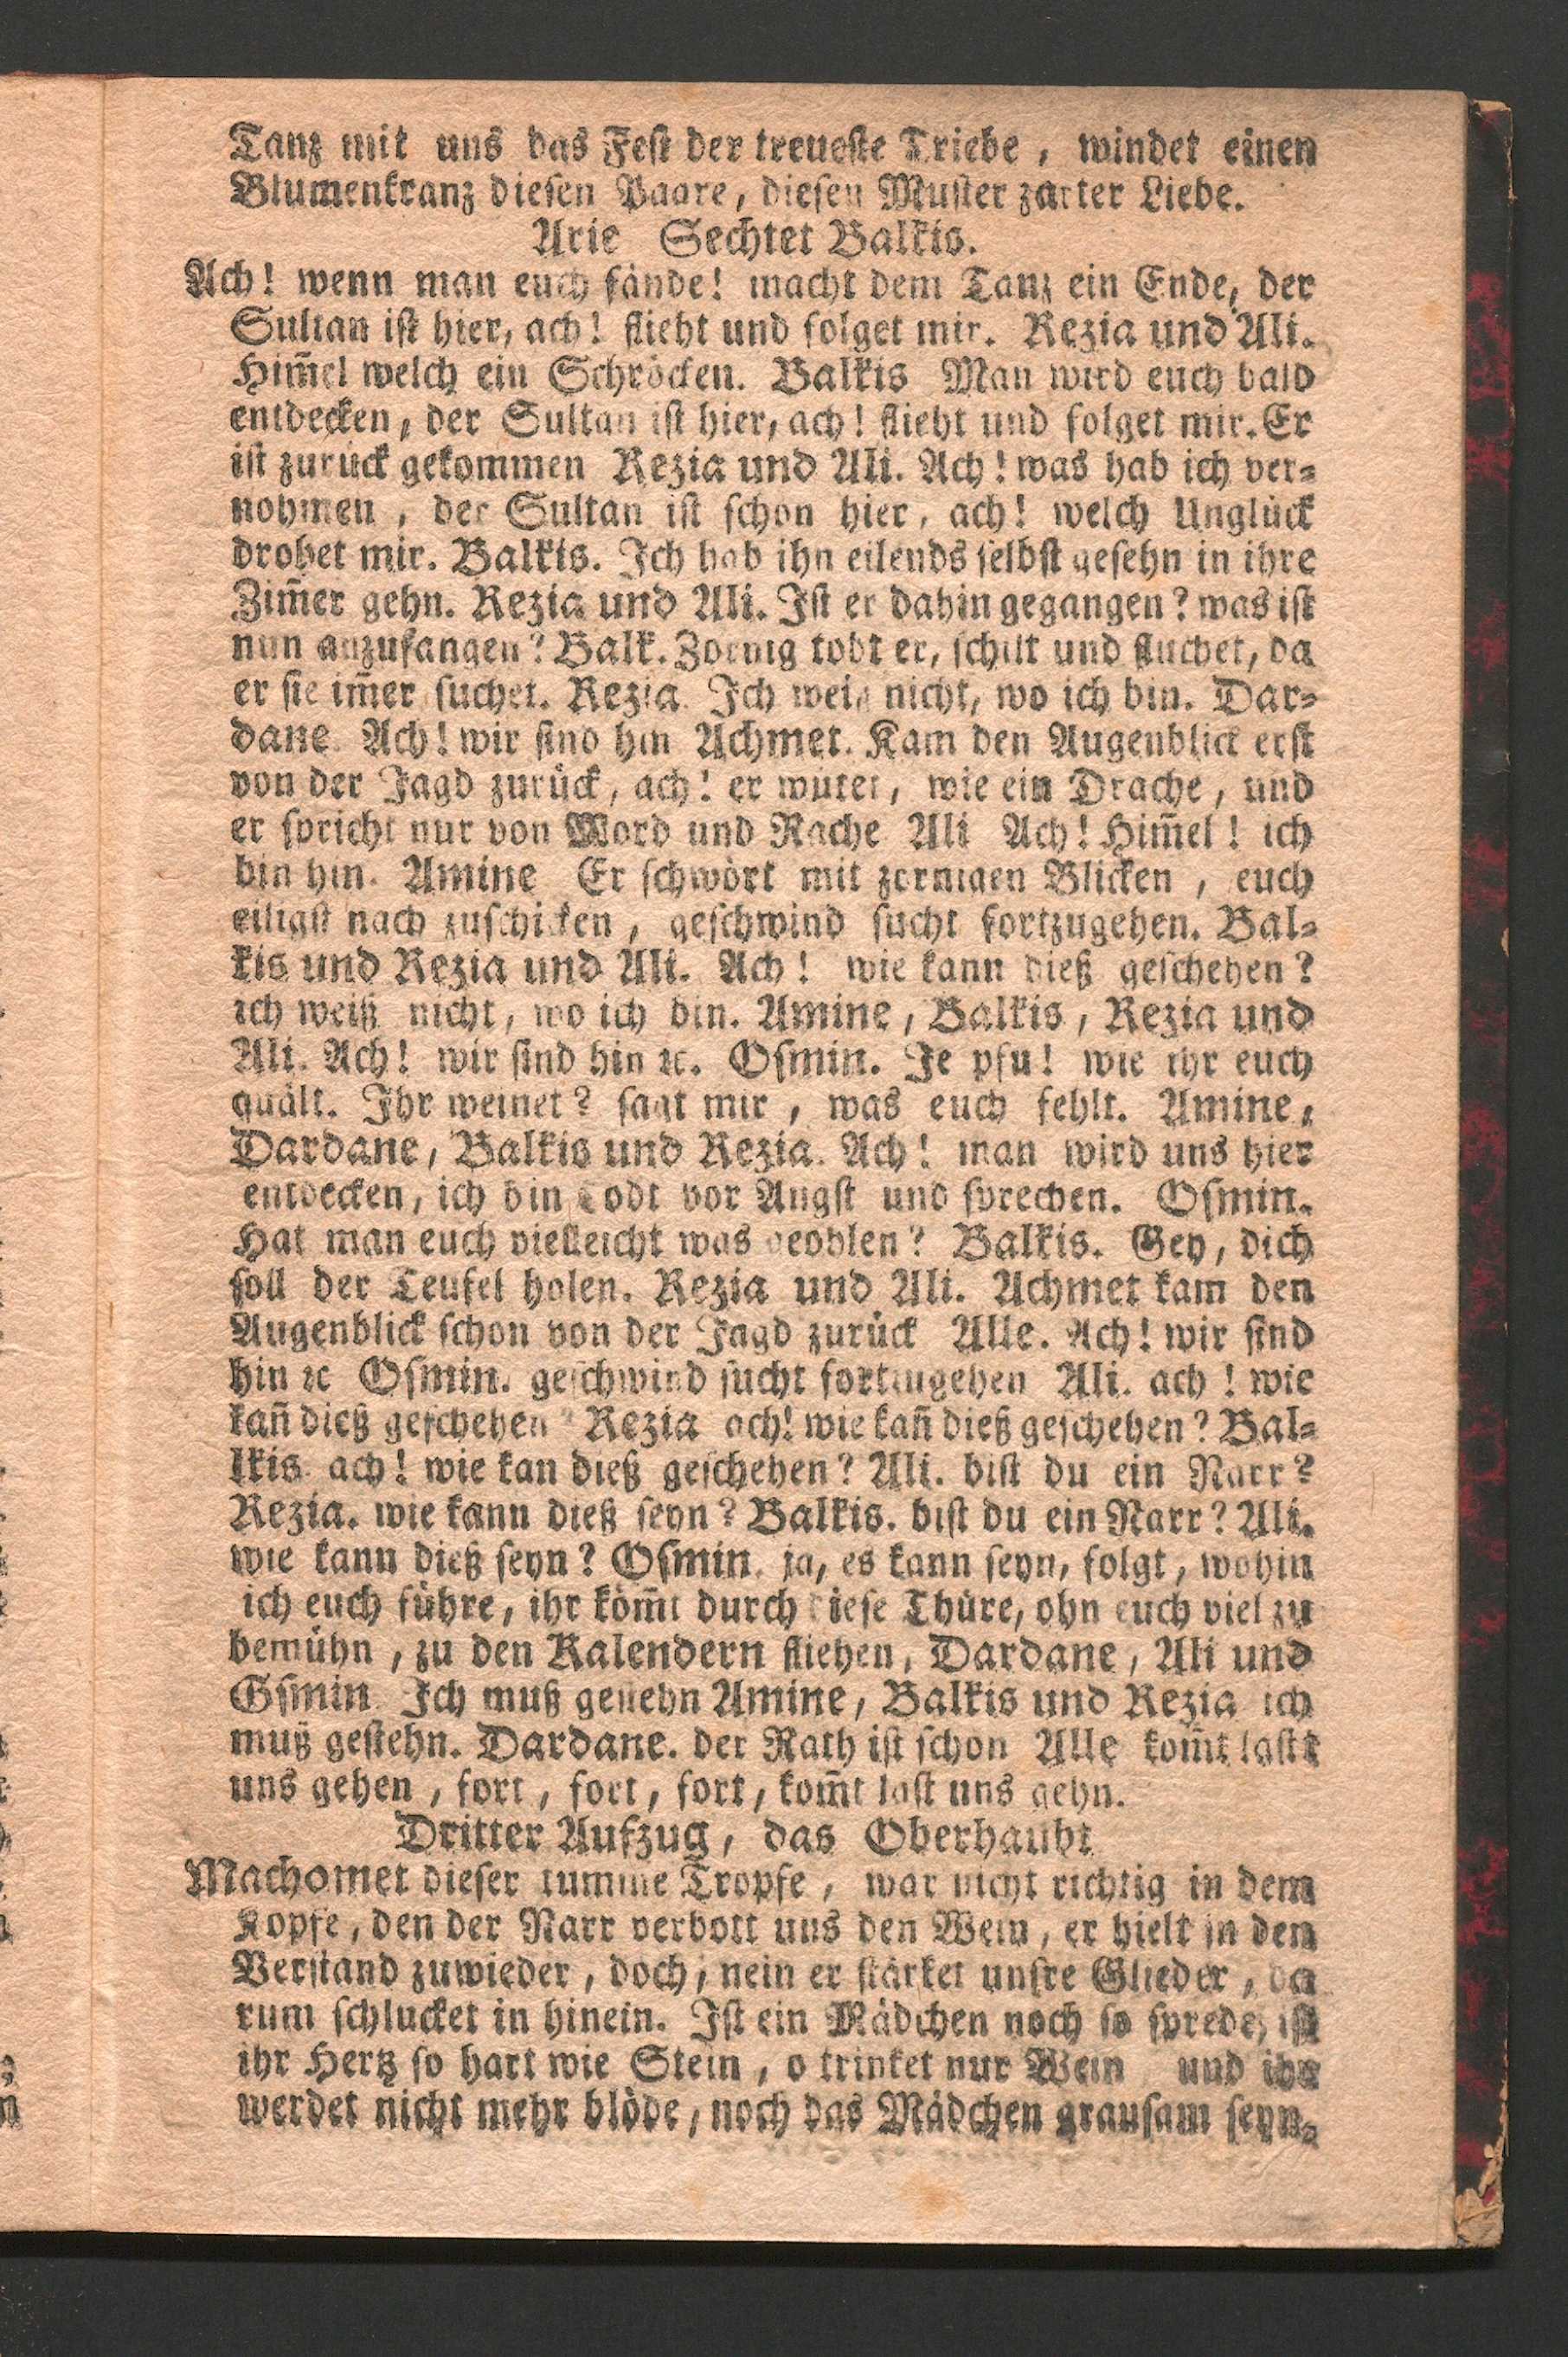 Tanz mit uns das Feſt der treueſte Triebe, windet einen
Blumenkranz dieſen Paare, dieſen Muſter zarter Liebe.
Arie Sechtet Balkis.
Ach! wenn man euch fände! macht dem Tanz ein Ende, der
Sultan iſt hier, ach! flieht und folget mir. Rezia und Ali.
Him̃el welch ein Schröcken. Balkis Man wird euch bald
entdecken, der Sultan iſt hier, ach! flieht und folget mir. Er
iſt zurück gekommen Rezia und Ali. Ach! was hab ich ver=
nohmen, der Sultan iſt ſchon hier, ach! welch Unglück
drohet mir. Balkis. Ich hab ihn eilends ſelbſt geſehn in ihre
Zim̃er gehn. Rezia und Ali. Iſt er dahin gegangen? was iſt
nun anzufangen? Balk. Zornig tobt er, ſchilt und fluchet, da
er ſie im̃er ſuchet. Rezia Ich weiß nicht, wo ich bin. Dar=
dane. Ach! wir ſind hin Achmet. Kam den Augenblick erſt
von der Jagd zurück, ach! er wütet, wie ein Drache, und
er ſpricht nur von Mord und Rache Ali Ach! Him̃el! ich
bin hin. Amine Er ſchwört mit zornigen Blicken, euch
eiligſt nach zuſchicken, geſchwind ſucht fortzugehen. Bal=
kis und Rezia und Ali. Ach! wie kann dieß geſchehen?
ich weiß nicht, wo ich bin. Amine, Balkis, Rezia und
Ali. Ach! wir ſind hin ꝛc. Oſmin. Je pfu! wie ihr euch
quält. Ihr weinet? ſagt mir, was euch fehlt. Amine,
Dardane, Balkis und Rezia. Ach! man wird uns hier
entdecken, ich bin todt vor Angſt und ſprechen. Oſmin.
Hat man euch vielleicht was geohlen? Balkis. Gey, dich
ſoll der Teufel holen. Rezia und Ali. Achmet kam den
Augenblick ſchon von der Jagd zurück Alle. Ach! wir ſind
hin ꝛc Oſmin. geſchwind ſucht fortzugehen Ali. ach! wie
kañ dieß geſchehen? Rezia ach! wie kañ dieß geſchehen? Bal=
lkis ach! wie kan dieß geſchehen? Ali. biſt du ein Narr?
Rezia. wie kann dieß ſeyn? Balkis. biſt du ein Narr? Ali.
wie kann dieß ſeyn? Oſmin. ja, es kann ſeyn, folgt, wohin
ich euch führe, ihr köm̃t durch dieſe Thüre, ohn euch viel zu
bemühn, zu den Kalendern fliehen, Dardane, Ali und
Gſmin Ich muß geſtehn Amine, Balkis und Rezia ich
muß geſtehn. Dardane. der Rath iſt ſchon Alle kom̃t laſtt
uns gehen, fort, fort, fort, kom̃t laſt uns gehn.
Dritter Aufzug, das Oberhaubt
Machomet dieſer tumme Tropfe, war nicht richtig in dem
Kopfe, den der Narr verbott uns den Wein, er hielt in den
Verſtand zuwieder, doch, nein er ſtärket unſre Glieder, da
rum ſchlucket in hinein. Iſt ein Mädchen noch ſo ſprede, iſt
ihr Hertz ſo hart wie Stein, o trinket nur Wein und ihr
werdet nicht mehr blöde, noch das Mädchen grauſam ſeyn.